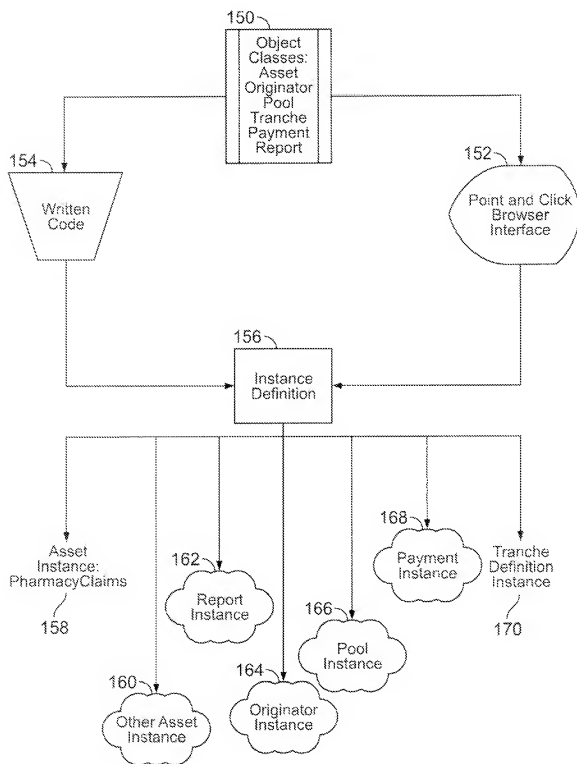 150
Object
Classes:
Asset
Originator
Pool
Tranche
Payment
Report
154
Written
Code
152
Point and Click
Browser
Interface
156
Instance
Definition
Asset
Instance:
PharmacyClaims
158
162
Report
Instance
168
Payment
Instance
Tranche
Definition
Instance
170
166
Pool
Instance
160
Other Asset
Instance
164
Originator
Instance